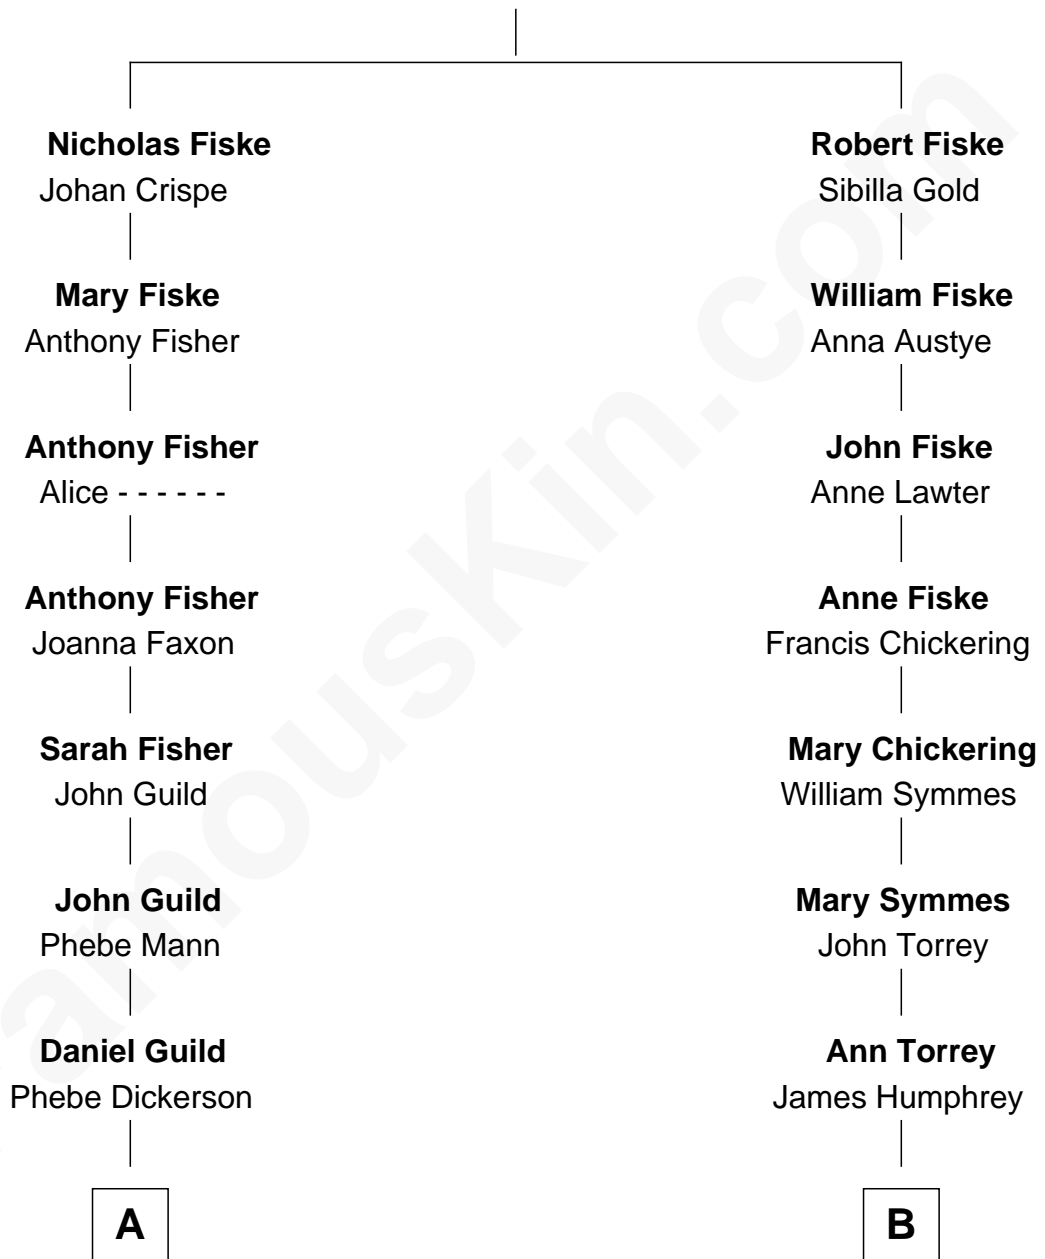 Nicholas Fiske
Johan Crispe
Mary Fiske
Anthony Fisher
Anthony Fisher
Alice - - - - - -
Anthony Fisher
Joanna Faxon
Sarah Fisher
John Guild
John Guild
Phebe Mann
Daniel Guild
Phebe Dickerson
A
Robert Fiske
Sibilla Gold
William Fiske
Anna Austye
John Fiske
Anne Lawter
Anne Fiske
Francis Chickering
Mary Chickering
William Symmes
Mary Symmes
John Torrey
Ann Torrey
James Humphrey
B
amouskin.com